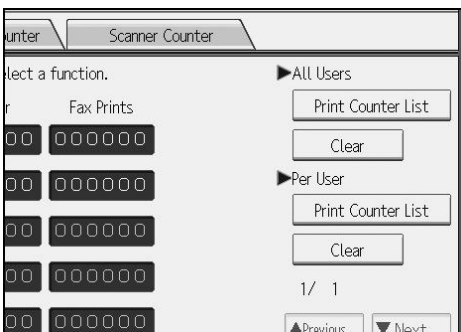 unter Scanner Counter
lect a function.
r Fax Prints
00 000000
00 000000
00 000000
00 000000
00 000000
▶All Users
Print Counter List
Clear
▶Per User
Print Counter List
Clear
1/ 1
▲Previous ▼Next